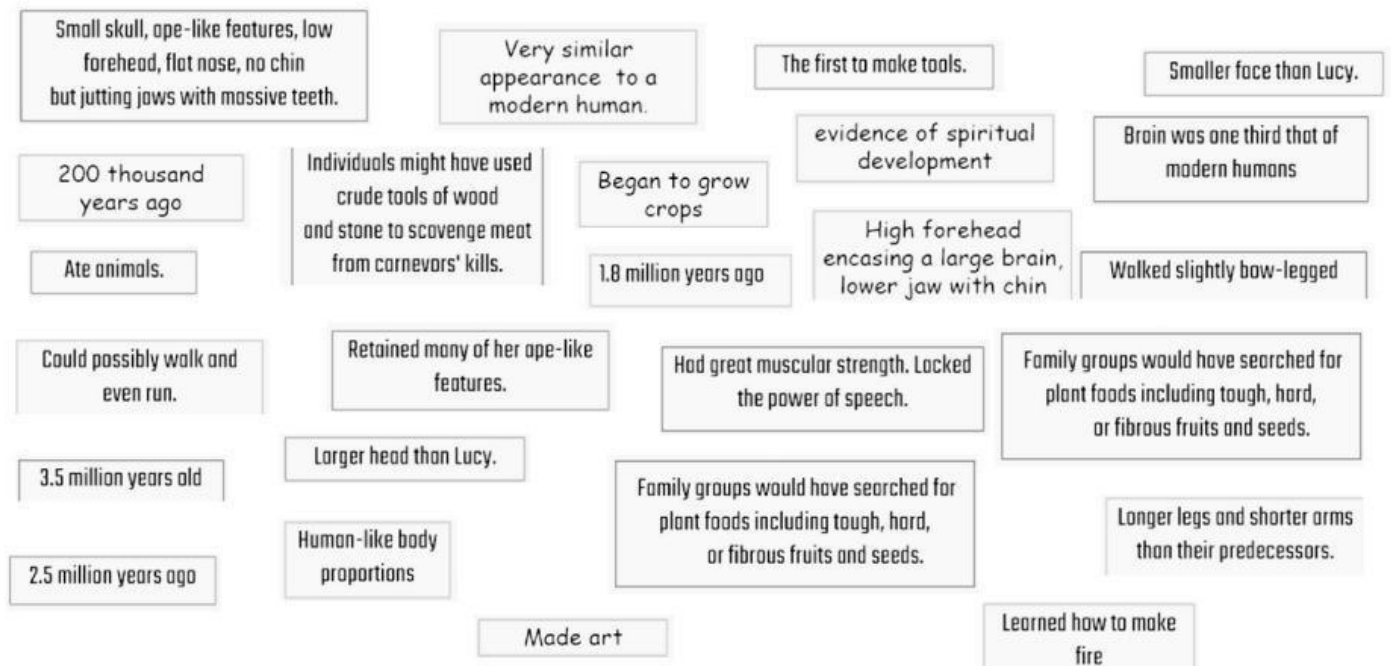 Small skull, ape-like features, low
forehead, flat nose, no chin
but jutting jaws with massive teeth.
Very similar
appearance to a
modern human.
The first to make tools.
Smaller face than Lucy.
200 thousand
years ago
Individuals might have used
crude tools of wood
and stone to scavenge meat
from carnevors' kills.
Began to grow
crops
evidence of spiritual
development
Brain was one third that of
modern humans
Ate animals.
1.8 million years ago
High forehead
encasing a large brain,
lower jaw with chin
Walked slightly bow-legged
Could possibly walk and
even run.
Retained many of her ape-like
features.
Had great muscular strength. Lacked
the power of speech.
Family groups would have searched for
plant foods including tough, hard,
or fibrous fruits and seeds.
3.5 million years old
Larger head than Lucy.
Family groups would have searched for
plant foods including tough, hard,
or fibrous fruits and seeds.
Longer legs and shorter arms
than their predecessors.
2.5 million years ago
Human-like body
proportions
Made art
Learned how to make
fire